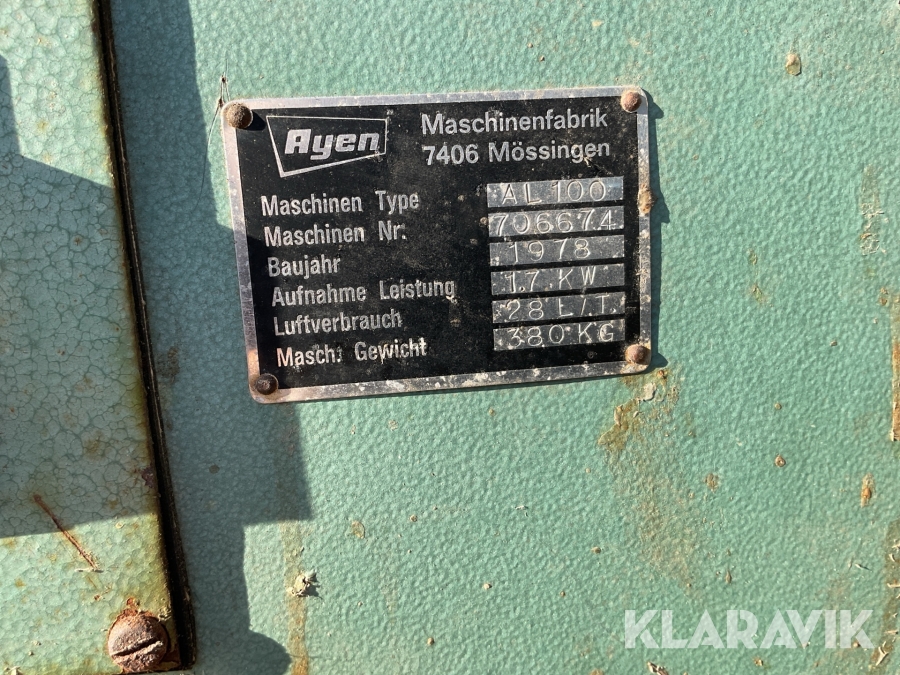 Ayen
Maschinenfabrik
7406 Mössingen
Maschinen Type AL 100
Maschinen Nr. 706674
Baujahr 1978
Aufnahme Leistung 1,7 KW
Luftverbrauch 28 L/T
Masch. Gewicht 380 KG
KLARAVIK